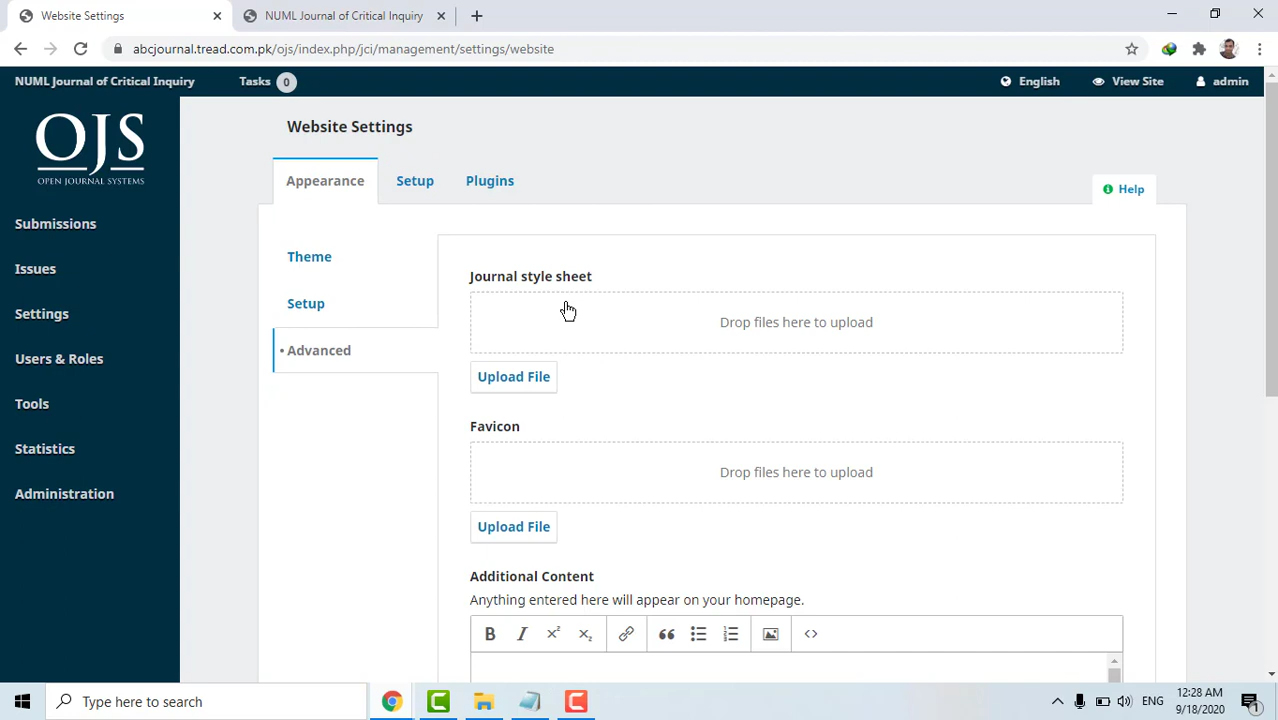 Website Settings
NUML Journal of Critical Inquiry
abcjournal.tread.com.pk/ojs/index.php/jci/management/settings/website
NUML Journal of Critical Inquiry
Tasks 0
English
View Site
admin
OJS
OPEN JOURNAL SYSTEMS
Submissions
Issues
Settings
Users & Roles
Tools
Statistics
Administration
Website Settings
Appearance
Setup
Plugins
Help
Theme
Setup
• Advanced
Journal style sheet
Drop files here to upload
Upload File
Favicon
Drop files here to upload
Upload File
Additional Content
Anything entered here will appear on your homepage.
B I x² x₂ <>
Type here to search
ENG
12:28 AM
9/18/2020
1